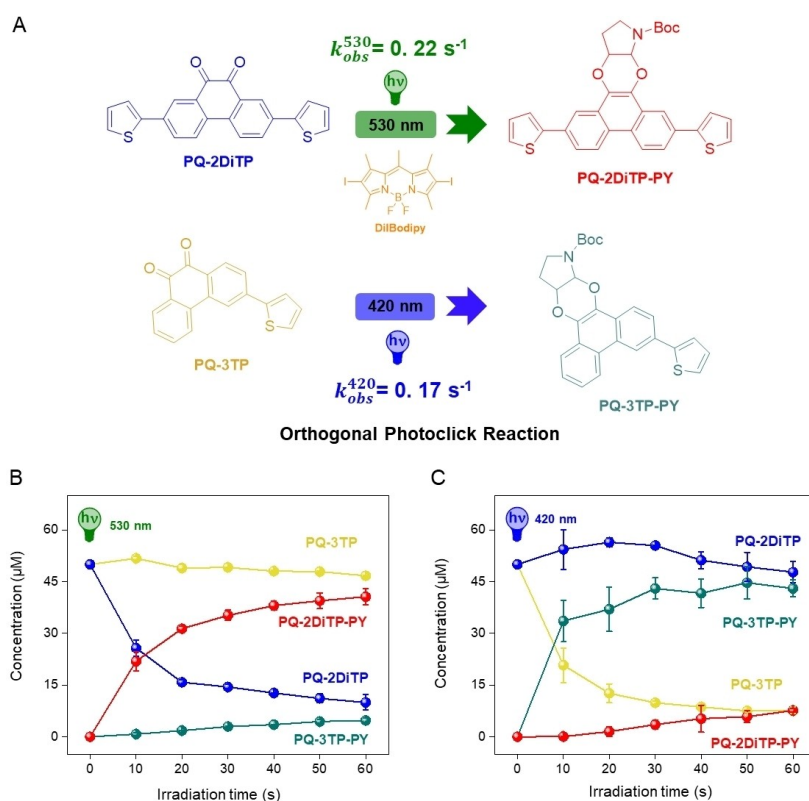 A
k_obs^530 = 0. 22 s⁻¹
hν
530 nm
O
O
S
S
PQ-2DiTP
I
N
N
I
B
F
F
DiIBodipy
N
Boc
O
O
S
S
PQ-2DiTP-PY
O
O
S
PQ-3TP
420 nm
hν
k_obs^420 = 0. 17 s⁻¹
Boc
N
O
O
S
PQ-3TP-PY
Orthogonal Photoclick Reaction
B
hν 530 nm
PQ-3TP
PQ-2DiTP-PY
PQ-2DiTP
PQ-3TP-PY
Concentration (µM)
60
45
30
15
0
0 10 20 30 40 50 60
Irradiation time (s)
C
hν 420 nm
PQ-2DiTP
PQ-3TP-PY
PQ-3TP
PQ-2DiTP-PY
Concentration (µM)
60
45
30
15
0
0 10 20 30 40 50 60
Irradiation time (s)